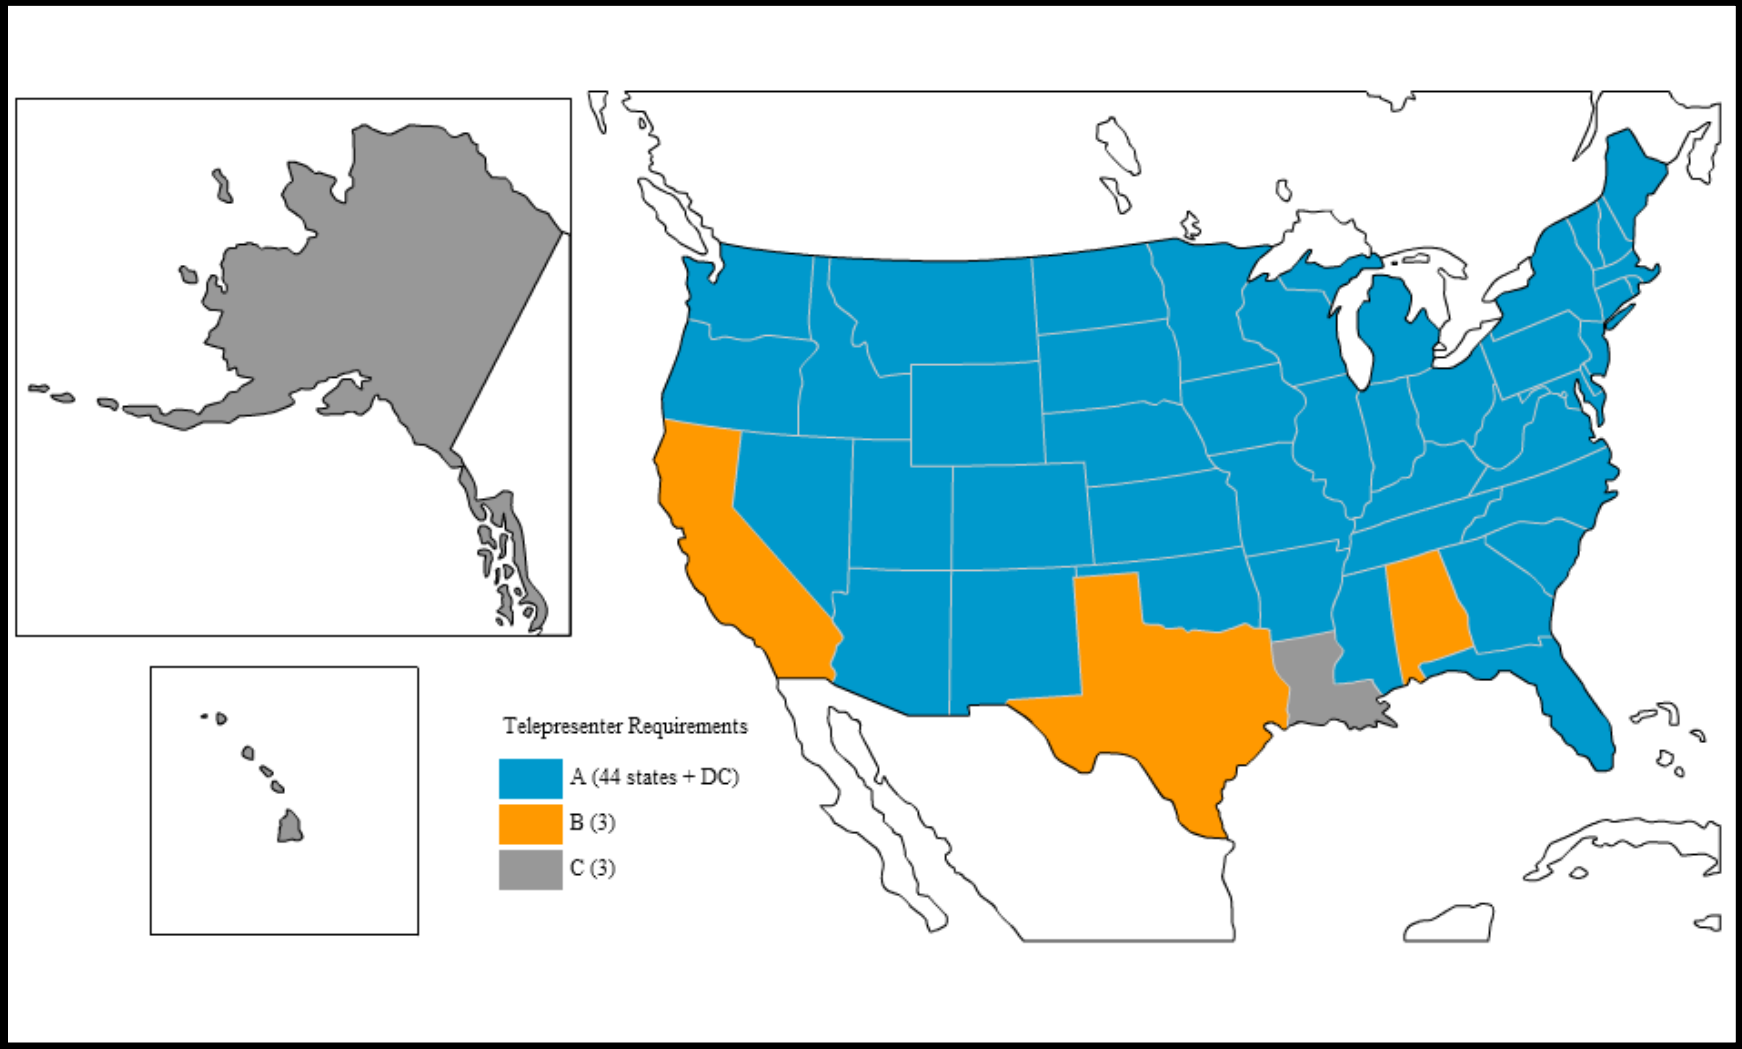 Telepresenter Requirements
A (44 states + DC)
B (3)
C (3)